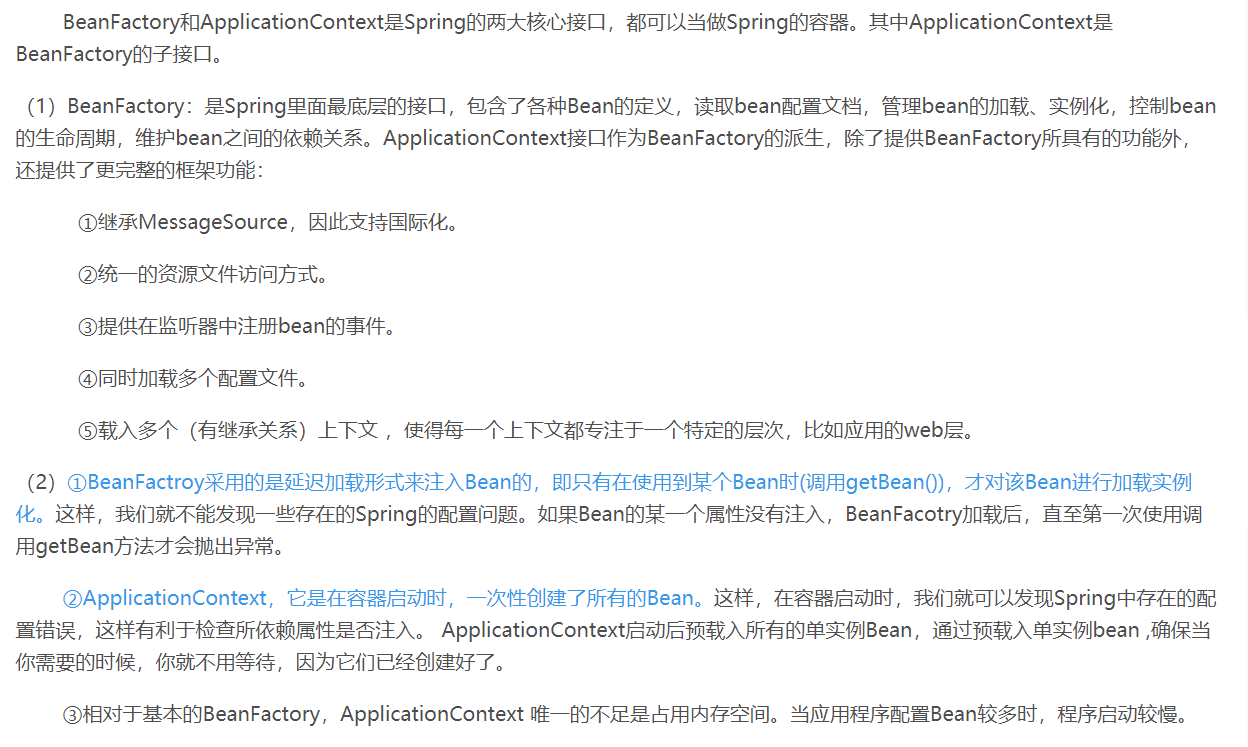 BeanFactory和ApplicationContext是Spring的两大核心接口，都可以当做Spring的容器。其中ApplicationContext是
BeanFactory的子接口。
（1）BeanFactory：是Spring里面最底层的接口，包含了各种Bean的定义，读取bean配置文档，管理bean的加载、实例化，控制bean
的生命周期，维护bean之间的依赖关系。ApplicationContext接口作为BeanFactory的派生，除了提供BeanFactory所具有的功能外，
还提供了更完整的框架功能：
①继承MessageSource，因此支持国际化。
②统一的资源文件访问方式。
③提供在监听器中注册bean的事件。
④同时加载多个配置文件。
⑤载入多个（有继承关系）上下文 ，使得每一个上下文都专注于一个特定的层次，比如应用的web层。
（2）①BeanFactroy采用的是延迟加载形式来注入Bean的，即只有在使用到某个Bean时(调用getBean())，才对该Bean进行加载实例
化。这样，我们就不能发现一些存在的Spring的配置问题。如果Bean的某一个属性没有注入，BeanFacotry加载后，直至第一次使用调
用getBean方法才会抛出异常。
②ApplicationContext，它是在容器启动时，一次性创建了所有的Bean。这样，在容器启动时，我们就可以发现Spring中存在的配
置错误，这样有利于检查所依赖属性是否注入。 ApplicationContext启动后预载入所有的单实例Bean，通过预载入单实例bean ,确保当
你需要的时候，你就不用等待，因为它们已经创建好了。
③相对于基本的BeanFactory，ApplicationContext 唯一的不足是占用内存空间。当应用程序配置Bean较多时，程序启动较慢。